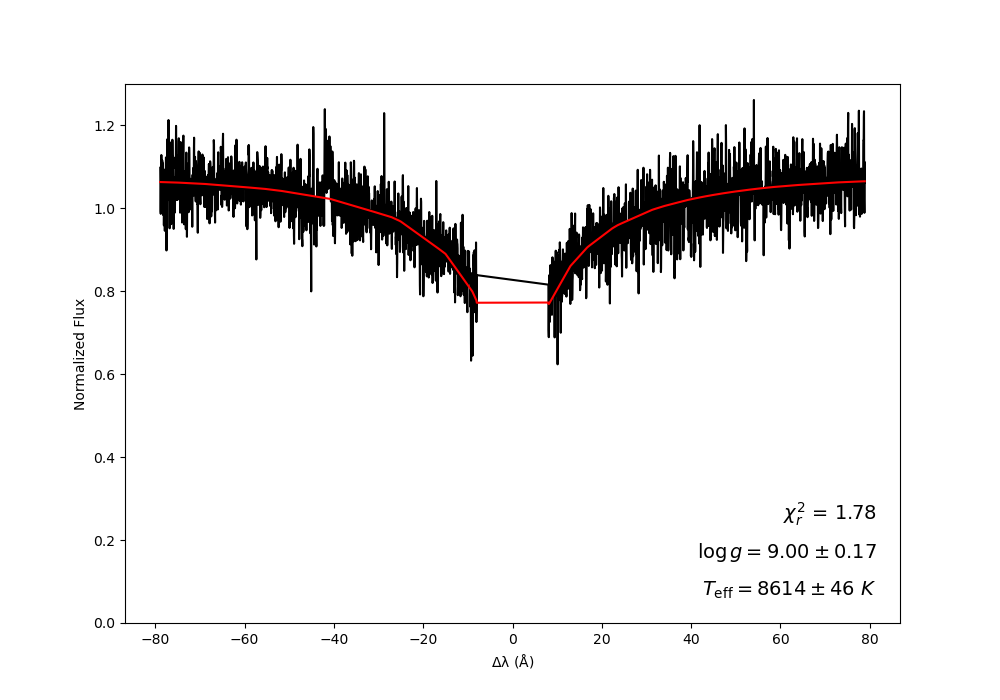 1.2
1.0
0.8
0.6
0.4
0.2
0.0
Normalized Flux
χ²ᵣ = 1.78
log g = 9.00 ± 0.17
T_eff = 8614 ± 46 K
−80 −60 −40 −20 0 20 40 60 80
Δλ (Å)